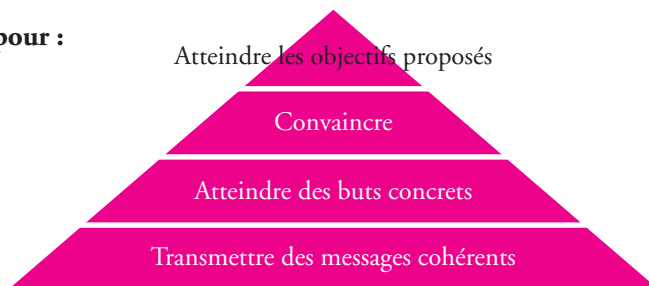 pour :
Atteindre les objectifs proposés
Convaincre
Atteindre des buts concrets
Transmettre des messages cohérents